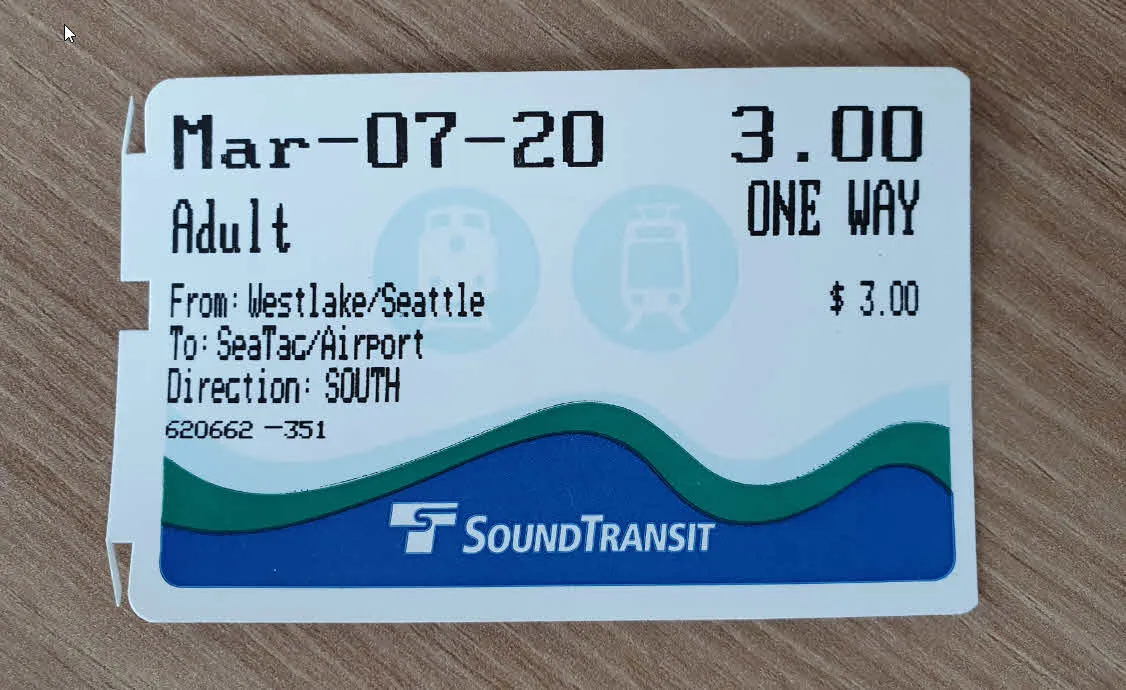 Mar-07-20 3.00
Adult ONE WAY
From: Westlake/Seattle $ 3.00
To: SeaTac/Airport
Direction: SOUTH
620662 -351
SOUNDTRANSIT